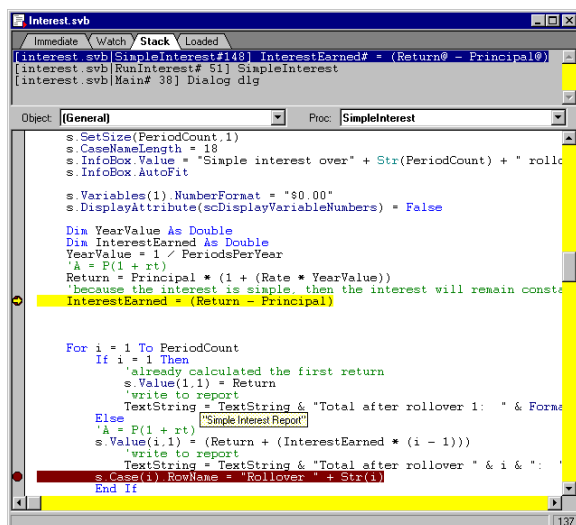 Interest.svb
Immediate Watch Stack Loaded
[interest.svb|SimpleInterest#148] InterestEarned# = (Return@ - Principal@)
[interest.svb|RunInterest# 51] SimpleInterest
[interest.svb|Main# 38] Dialog dlg
Object: (General) Proc: SimpleInterest
s.SetSize(PeriodCount,1)
s.CaseNameLength = 18
s.InfoBox.Value = "Simple interest over" + Str(PeriodCount) + " rollo
s.InfoBox.AutoFit
s.Variables(1).NumberFormat = "$0.00"
s.DisplayAttribute(scDisplayVariableNumbers) = False
Dim YearValue As Double
Dim InterestEarned As Double
YearValue = 1 / PeriodsPerYear
'A = P(1 + rt)
Return = Principal * (1 + (Rate * YearValue))
'because the interest is simple, then the interest will remain consta
InterestEarned = (Return - Principal)
For i = 1 To PeriodCount
If i = 1 Then
'already calculated the first return
s.Value(1,1) = Return
'write to report
TextString = TextString & "Total after rollover 1: " & Forma
Else
"Simple Interest Report"
'A = P(1 + rt)
s.Value(i,1) = (Return + (InterestEarned * (i - 1)))
'write to report
TextString = TextString & "Total after rollover " & i & ": "
s.Case(i).RowName = "Rollover " + Str(i)
End If
137